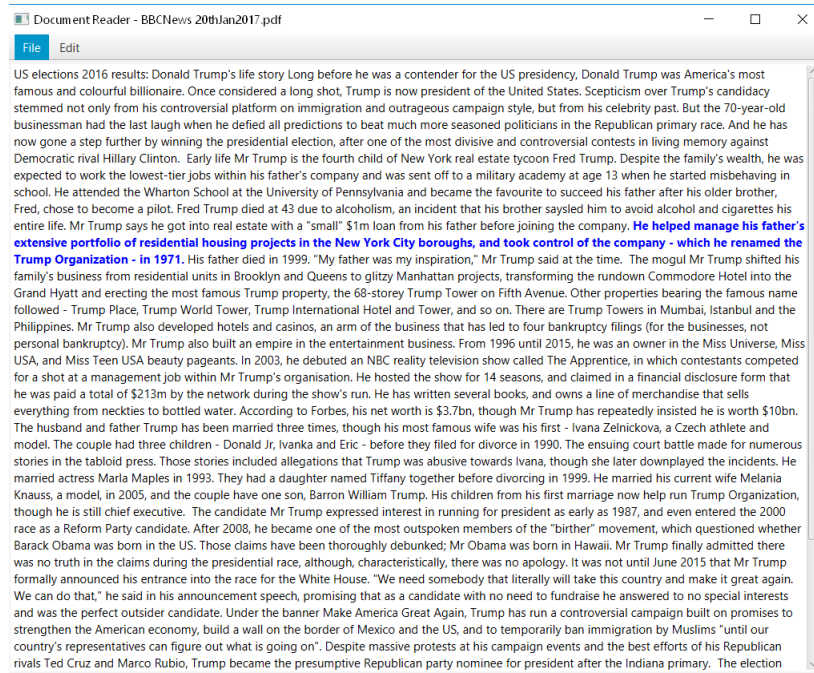 Document Reader - BBCNews 20thJan2017.pdf
File Edit
US elections 2016 results: Donald Trump's life story Long before he was a contender for the US presidency, Donald Trump was America's most
famous and colourful billionaire. Once considered a long shot, Trump is now president of the United States. Scepticism over Trump's candidacy
stemmed not only from his controversial platform on immigration and outrageous campaign style, but from his celebrity past. But the 70-year-old
businessman had the last laugh when he defied all predictions to beat much more seasoned politicians in the Republican primary race. And he has
now gone a step further by winning the presidential election, after one of the most divisive and controversial contests in living memory against
Democratic rival Hillary Clinton.  Early life Mr Trump is the fourth child of New York real estate tycoon Fred Trump. Despite the family's wealth, he was
expected to work the lowest-tier jobs within his father's company and was sent off to a military academy at age 13 when he started misbehaving in
school. He attended the Wharton School at the University of Pennsylvania and became the favourite to succeed his father after his older brother,
Fred, chose to become a pilot. Fred Trump died at 43 due to alcoholism, an incident that his brother saysled him to avoid alcohol and cigarettes his
entire life. Mr Trump says he got into real estate with a "small" $1m loan from his father before joining the company. He helped manage his father's
extensive portfolio of residential housing projects in the New York City boroughs, and took control of the company - which he renamed the
Trump Organization - in 1971. His father died in 1999. "My father was my inspiration," Mr Trump said at the time.  The mogul Mr Trump shifted his
family's business from residential units in Brooklyn and Queens to glitzy Manhattan projects, transforming the rundown Commodore Hotel into the
Grand Hyatt and erecting the most famous Trump property, the 68-storey Trump Tower on Fifth Avenue. Other properties bearing the famous name
followed - Trump Place, Trump World Tower, Trump International Hotel and Tower, and so on. There are Trump Towers in Mumbai, Istanbul and the
Philippines. Mr Trump also developed hotels and casinos, an arm of the business that has led to four bankruptcy filings (for the businesses, not
personal bankruptcy). Mr Trump also built an empire in the entertainment business. From 1996 until 2015, he was an owner in the Miss Universe, Miss
USA, and Miss Teen USA beauty pageants. In 2003, he debuted an NBC reality television show called The Apprentice, in which contestants competed
for a shot at a management job within Mr Trump's organisation. He hosted the show for 14 seasons, and claimed in a financial disclosure form that
he was paid a total of $213m by the network during the show's run. He has written several books, and owns a line of merchandise that sells
everything from neckties to bottled water. According to Forbes, his net worth is $3.7bn, though Mr Trump has repeatedly insisted he is worth $10bn.
The husband and father Trump has been married three times, though his most famous wife was his first - Ivana Zelnickova, a Czech athlete and
model. The couple had three children - Donald Jr, Ivanka and Eric - before they filed for divorce in 1990. The ensuing court battle made for numerous
stories in the tabloid press. Those stories included allegations that Trump was abusive towards Ivana, though she later downplayed the incidents. He
married actress Marla Maples in 1993. They had a daughter named Tiffany together before divorcing in 1999. He married his current wife Melania
Knauss, a model, in 2005, and the couple have one son, Barron William Trump. His children from his first marriage now help run Trump Organization,
though he is still chief executive.  The candidate Mr Trump expressed interest in running for president as early as 1987, and even entered the 2000
race as a Reform Party candidate. After 2008, he became one of the most outspoken members of the "birther" movement, which questioned whether
Barack Obama was born in the US. Those claims have been thoroughly debunked; Mr Obama was born in Hawaii. Mr Trump finally admitted there
was no truth in the claims during the presidential race, although, characteristically, there was no apology. It was not until June 2015 that Mr Trump
formally announced his entrance into the race for the White House. "We need somebody that literally will take this country and make it great again.
We can do that," he said in his announcement speech, promising that as a candidate with no need to fundraise he answered to no special interests
and was the perfect outsider candidate. Under the banner Make America Great Again, Trump has run a controversial campaign built on promises to
strengthen the American economy, build a wall on the border of Mexico and the US, and to temporarily ban immigration by Muslims "until our
country's representatives can figure out what is going on". Despite massive protests at his campaign events and the best efforts of his Republican
rivals Ted Cruz and Marco Rubio, Trump became the presumptive Republican party nominee for president after the Indiana primary.  The election